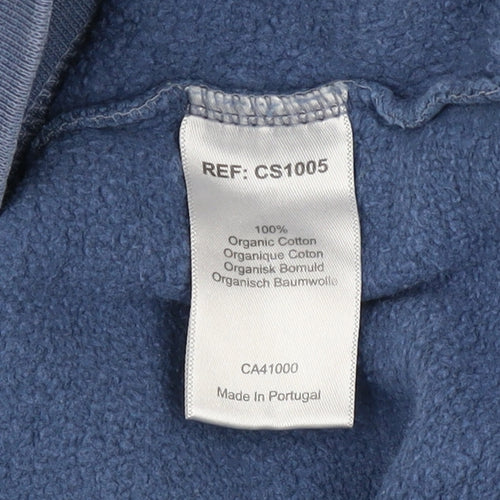 REF: CS1005
100%
Organic Cotton
Organique Coton
Organisk Bomuld
Organisch Baumwolle
CA41000
Made In Portugal